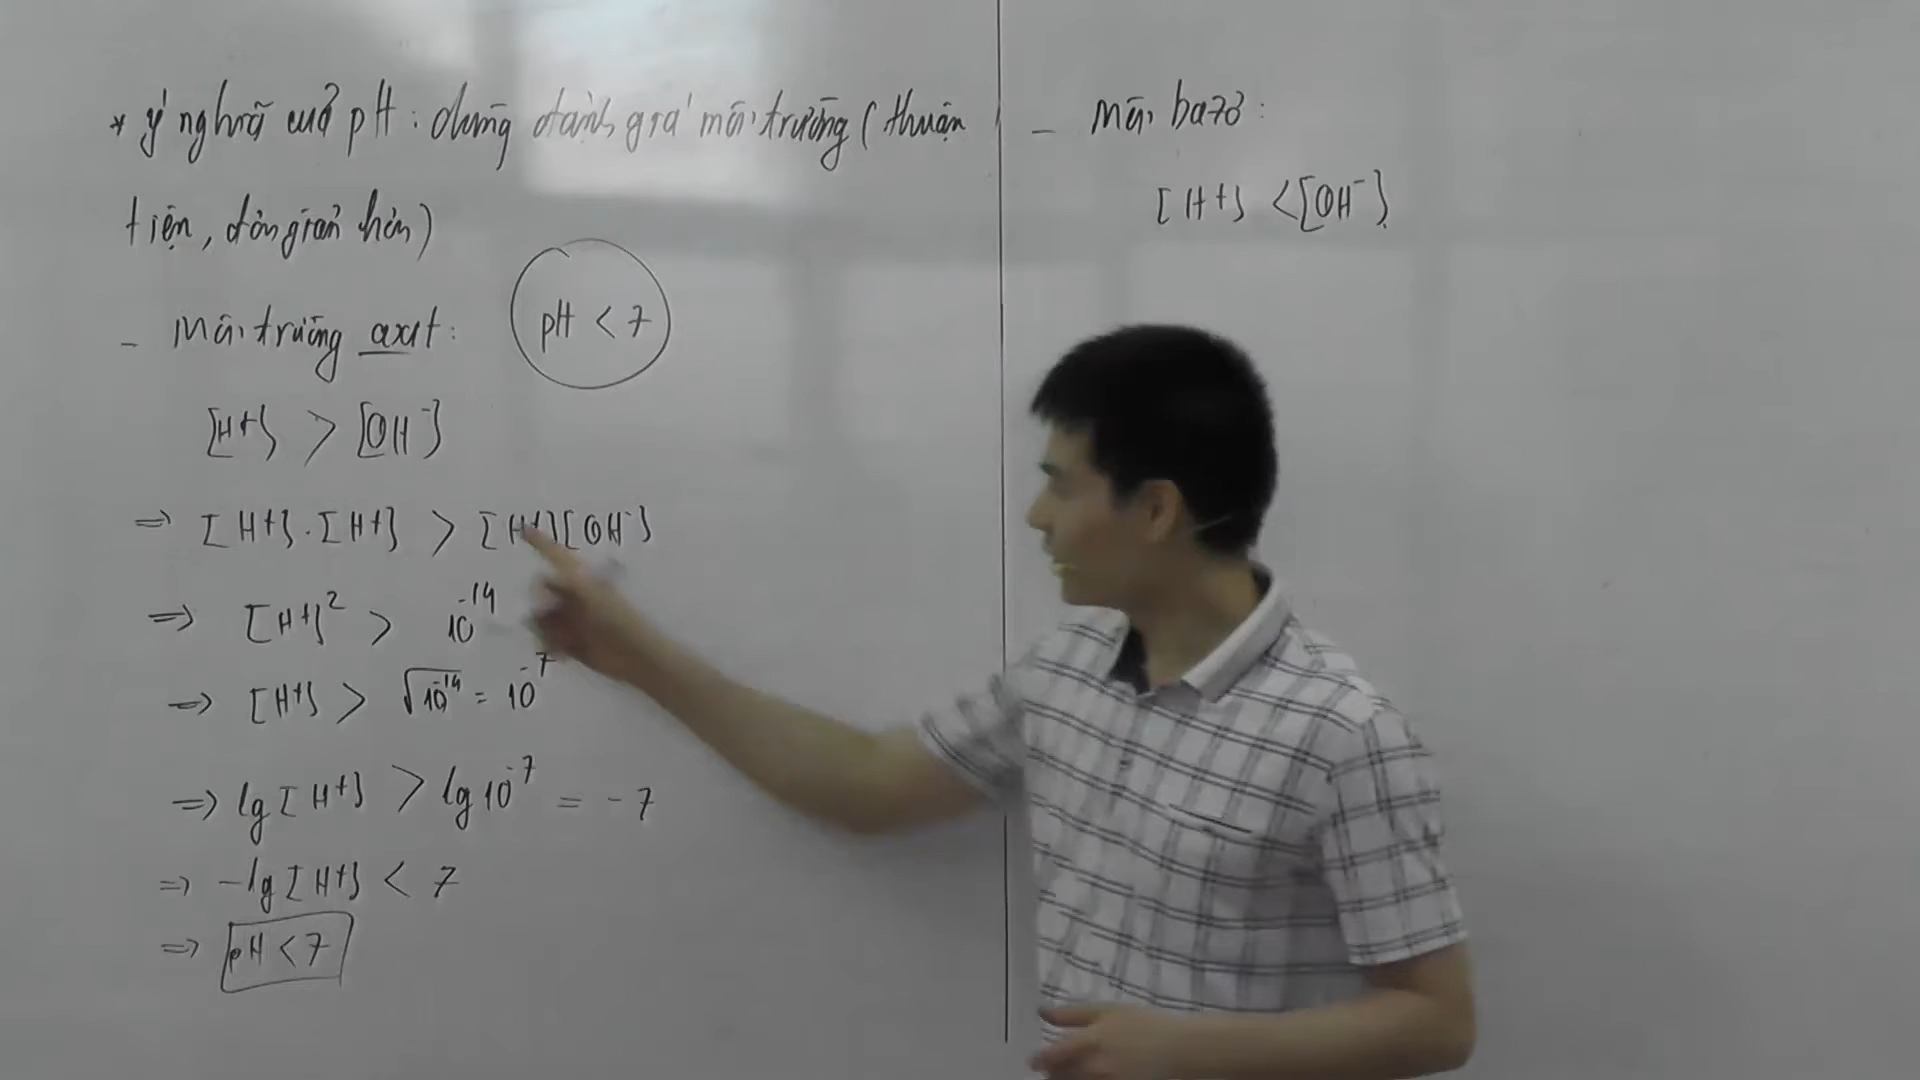 * ý nghĩa của pH : dùng đánh giá môi trường ( thuận
tiện, đơn giản hơn )
- Môi trường axit :
pH < 7
[H+] > [OH-]
=> [H+].[H+] > [H+][OH-]
=> [H+]² > 10⁻¹⁴
=> [H+] > √10⁻¹⁴ = 10⁻⁷
=> lg[H+] > lg10⁻⁷ = -7
=> -lg[H+] < 7
=> pH < 7
- Môi bazơ :
[H+] < [OH-]